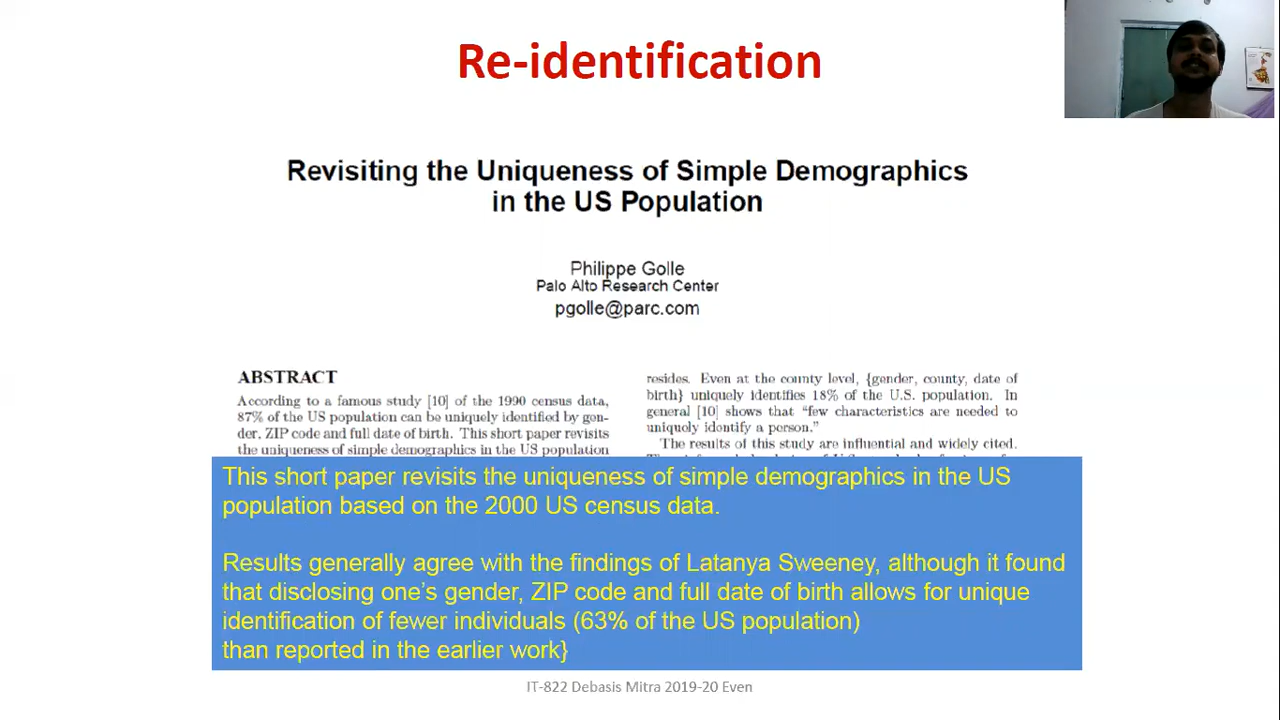 Re-identification
Revisiting the Uniqueness of Simple Demographics
in the US Population
Philippe Golle
Palo Alto Research Center
pgolle@parc.com
ABSTRACT
According to a famous study [10] of the 1990 census data,
87% of the US population can be uniquely identified by gen-
der, ZIP code and full date of birth. This short paper revisits
the uniqueness of simple demographics in the US population
resides. Even at the county level, {gender, county, date of
birth} uniquely identifies 18% of the U.S. population. In
general [10] shows that "few characteristics are needed to
uniquely identify a person."
The results of this study are influential and widely cited.
This short paper revisits the uniqueness of simple demographics in the US
population based on the 2000 US census data.
Results generally agree with the findings of Latanya Sweeney, although it found
that disclosing one's gender, ZIP code and full date of birth allows for unique
identification of fewer individuals (63% of the US population)
than reported in the earlier work}
IT-822 Debasis Mitra 2019-20 Even